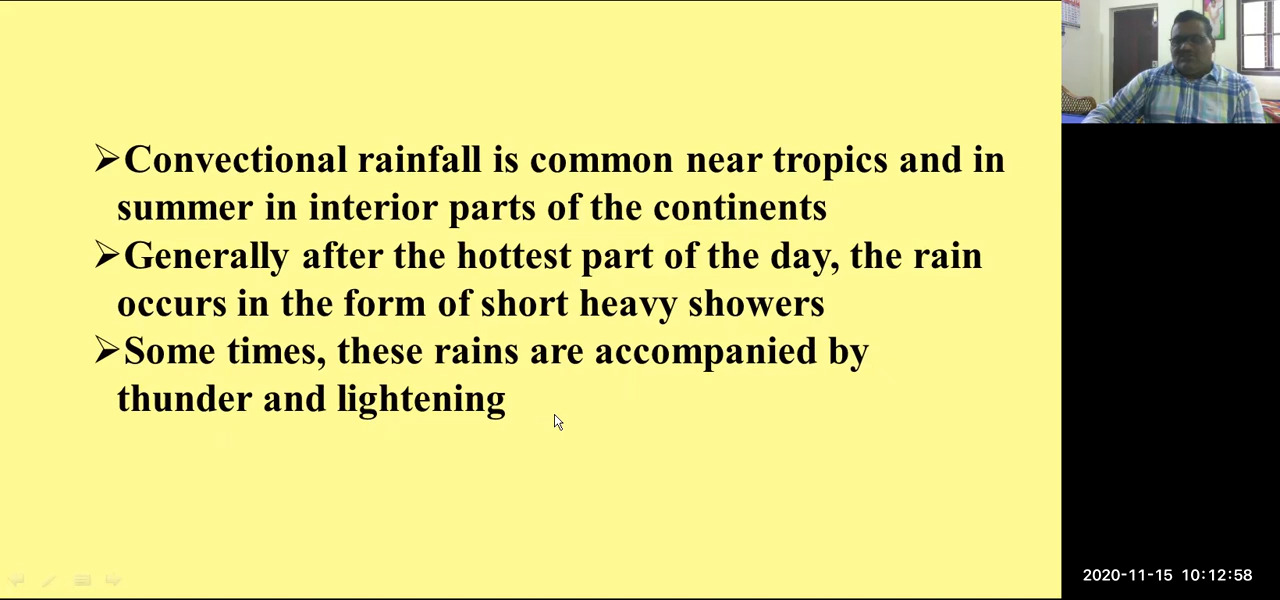 ➢Convectional rainfall is common near tropics and in
summer in interior parts of the continents
➢Generally after the hottest part of the day, the rain
occurs in the form of short heavy showers
➢Some times, these rains are accompanied by
thunder and lightening
2020-11-15 10:12:58